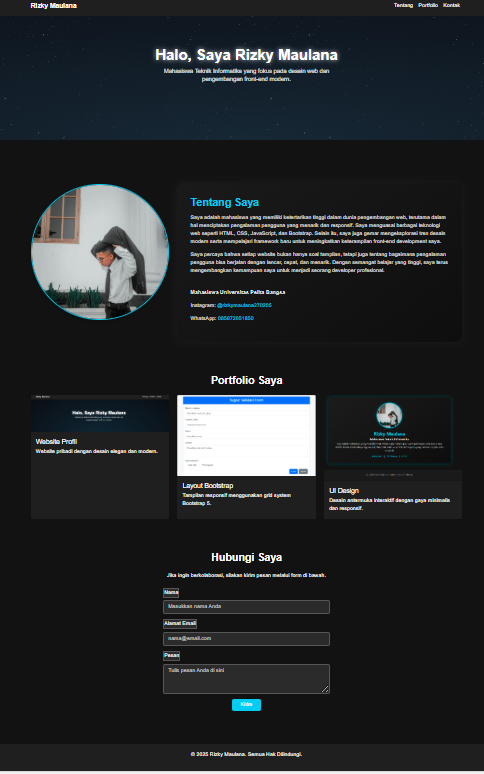 Rizky Maulana
Tentang Portfolio Kontak
Halo, Saya Rizky Maulana
Mahasiswa Teknik Informatika yang fokus pada desain web dan
pengembangan front-end modern.
Tentang Saya
Saya adalah mahasiswa yang memiliki ketertarikan tinggi dalam dunia pengembangan web, terutama dalam
hal menciptakan pengalaman pengguna yang menarik dan responsif. Saya menguasai berbagai teknologi
web seperti HTML, CSS, JavaScript, dan Bootstrap. Selain itu, saya juga gemar mengeksplorasi tren desain
modern serta mempelajari framework baru untuk meningkatkan keterampilan front-end development saya.
Saya percaya bahwa setiap website bukan hanya soal tampilan, tetapi juga tentang bagaimana pengalaman
pengguna bisa berjalan dengan lancar, cepat, dan menarik. Dengan semangat belajar yang tinggi, saya terus
mengembangkan kemampuan saya untuk menjadi seorang developer profesional.
Mahasiswa Universitas Pelita Bangsa
Instagram: @rizkymaulana270205
WhatsApp: 085872051850
Portfolio Saya
Halo, Saya Rizky Maulana
Website Profil
Website pribadi dengan desain elegan dan modern.
Layout Bootstrap
Tampilan responsif menggunakan grid system
Bootstrap 5.
Rizky Maulana
UI Design
Desain antarmuka interaktif dengan gaya minimalis
dan responsif.
Hubungi Saya
Jika ingin berkolaborasi, silakan kirim pesan melalui form di bawah.
Nama
Masukkan nama Anda
Alamat Email
nama@email.com
Pesan
Tulis pesan Anda di sini
Kirim
© 2025 Rizky Maulana. Semua Hak Dilindungi.